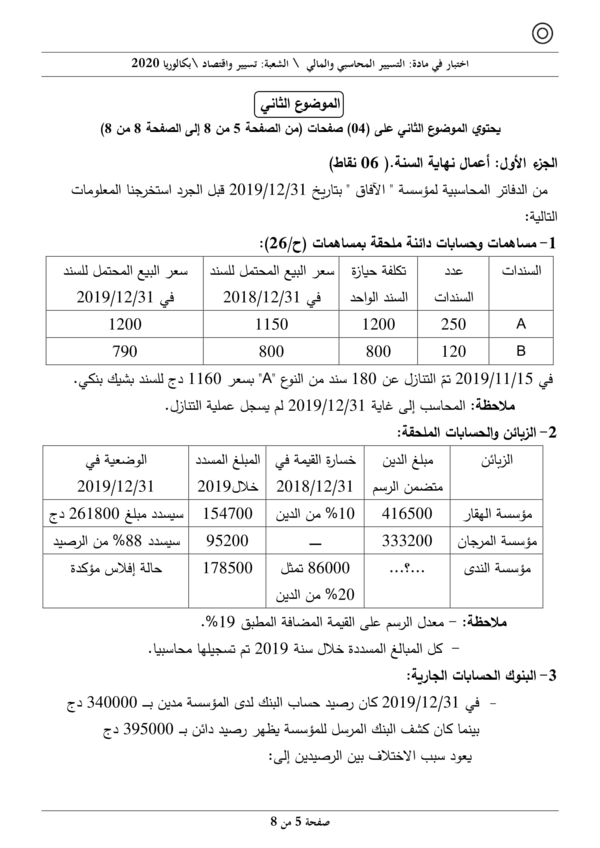 اختبار في مادة: التسيير المحاسبي والمالي \ الشعبة: تسيير واقتصاد \بكالوريا 2020
الموضوع الثاني
يحتوي الموضوع الثاني على (04) صفحات (من الصفحة 5 من 8 إلى الصفحة 8 من 8)
الجزء الأول: أعمال نهاية السنة.( 06 نقاط)
من الدفاتر المحاسبية لمؤسسة " الآفاق " بتاريخ 2019/12/31 قبل الجرد استخرجنا المعلومات
التالية:
1- مساهمات وحسابات دائنة ملحقة بمساهمات (ح/26):
السندات | عدد السندات | تكلفة حيازة السند الواحد | سعر البيع المحتمل للسند في 2018/12/31 | سعر البيع المحتمل للسند في 2019/12/31
A | 250 | 1200 | 1150 | 1200
B | 120 | 800 | 800 | 790
في 2019/11/15 تمّ التنازل عن 180 سند من النوع "A" بسعر 1160 دج للسند بشيك بنكي.
ملاحظة: المحاسب إلى غاية 2019/12/31 لم يسجل عملية التنازل.
2- الزبائن والحسابات الملحقة:
الزبائن | مبلغ الدين متضمن الرسم | خسارة القيمة في 2018/12/31 | المبلغ المسدد خلال2019 | الوضعية في 2019/12/31
مؤسسة الهقار | 416500 | 10% من الدين | 154700 | سيسدد مبلغ 261800 دج
مؤسسة المرجان | 333200 | — | 95200 | سيسدد 88% من الرصيد
مؤسسة الندى | ...؟... | 86000 تمثل 20% من الدين | 178500 | حالة إفلاس مؤكدة
ملاحظة: - معدل الرسم على القيمة المضافة المطبق 19%.
- كل المبالغ المسددة خلال سنة 2019 تم تسجيلها محاسبيا.
3- البنوك الحسابات الجارية:
- في 2019/12/31 كان رصيد حساب البنك لدى المؤسسة مدين بــ 340000 دج
بينما كان كشف البنك المرسل للمؤسسة يظهر رصيد دائن بـ 395000 دج
يعود سبب الاختلاف بين الرصيدين إلى:
صفحة 5 من 8